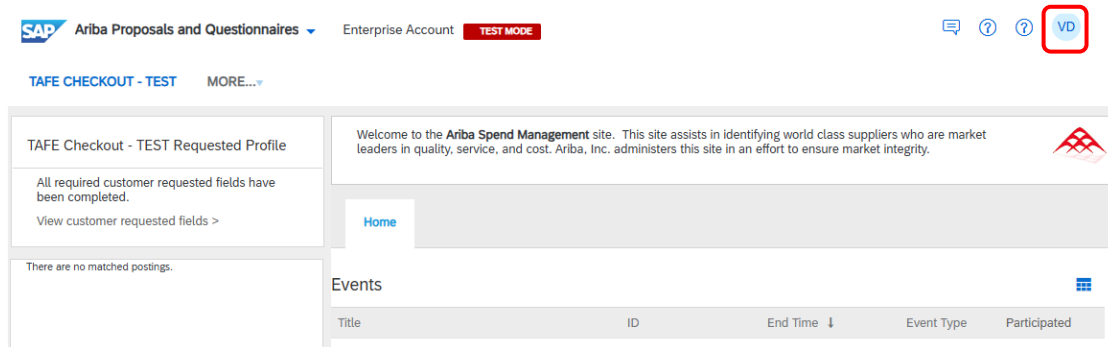 SAP Ariba Proposals and Questionnaires Enterprise Account TEST MODE VD
TAFE CHECKOUT - TEST MORE...
TAFE Checkout - TEST Requested Profile
All required customer requested fields have
been completed.
View customer requested fields >
There are no matched postings.
Welcome to the Ariba Spend Management site. This site assists in identifying world class suppliers who are market
leaders in quality, service, and cost. Ariba, Inc. administers this site in an effort to ensure market integrity.
Home
Events
Title ID End Time ↓ Event Type Participated